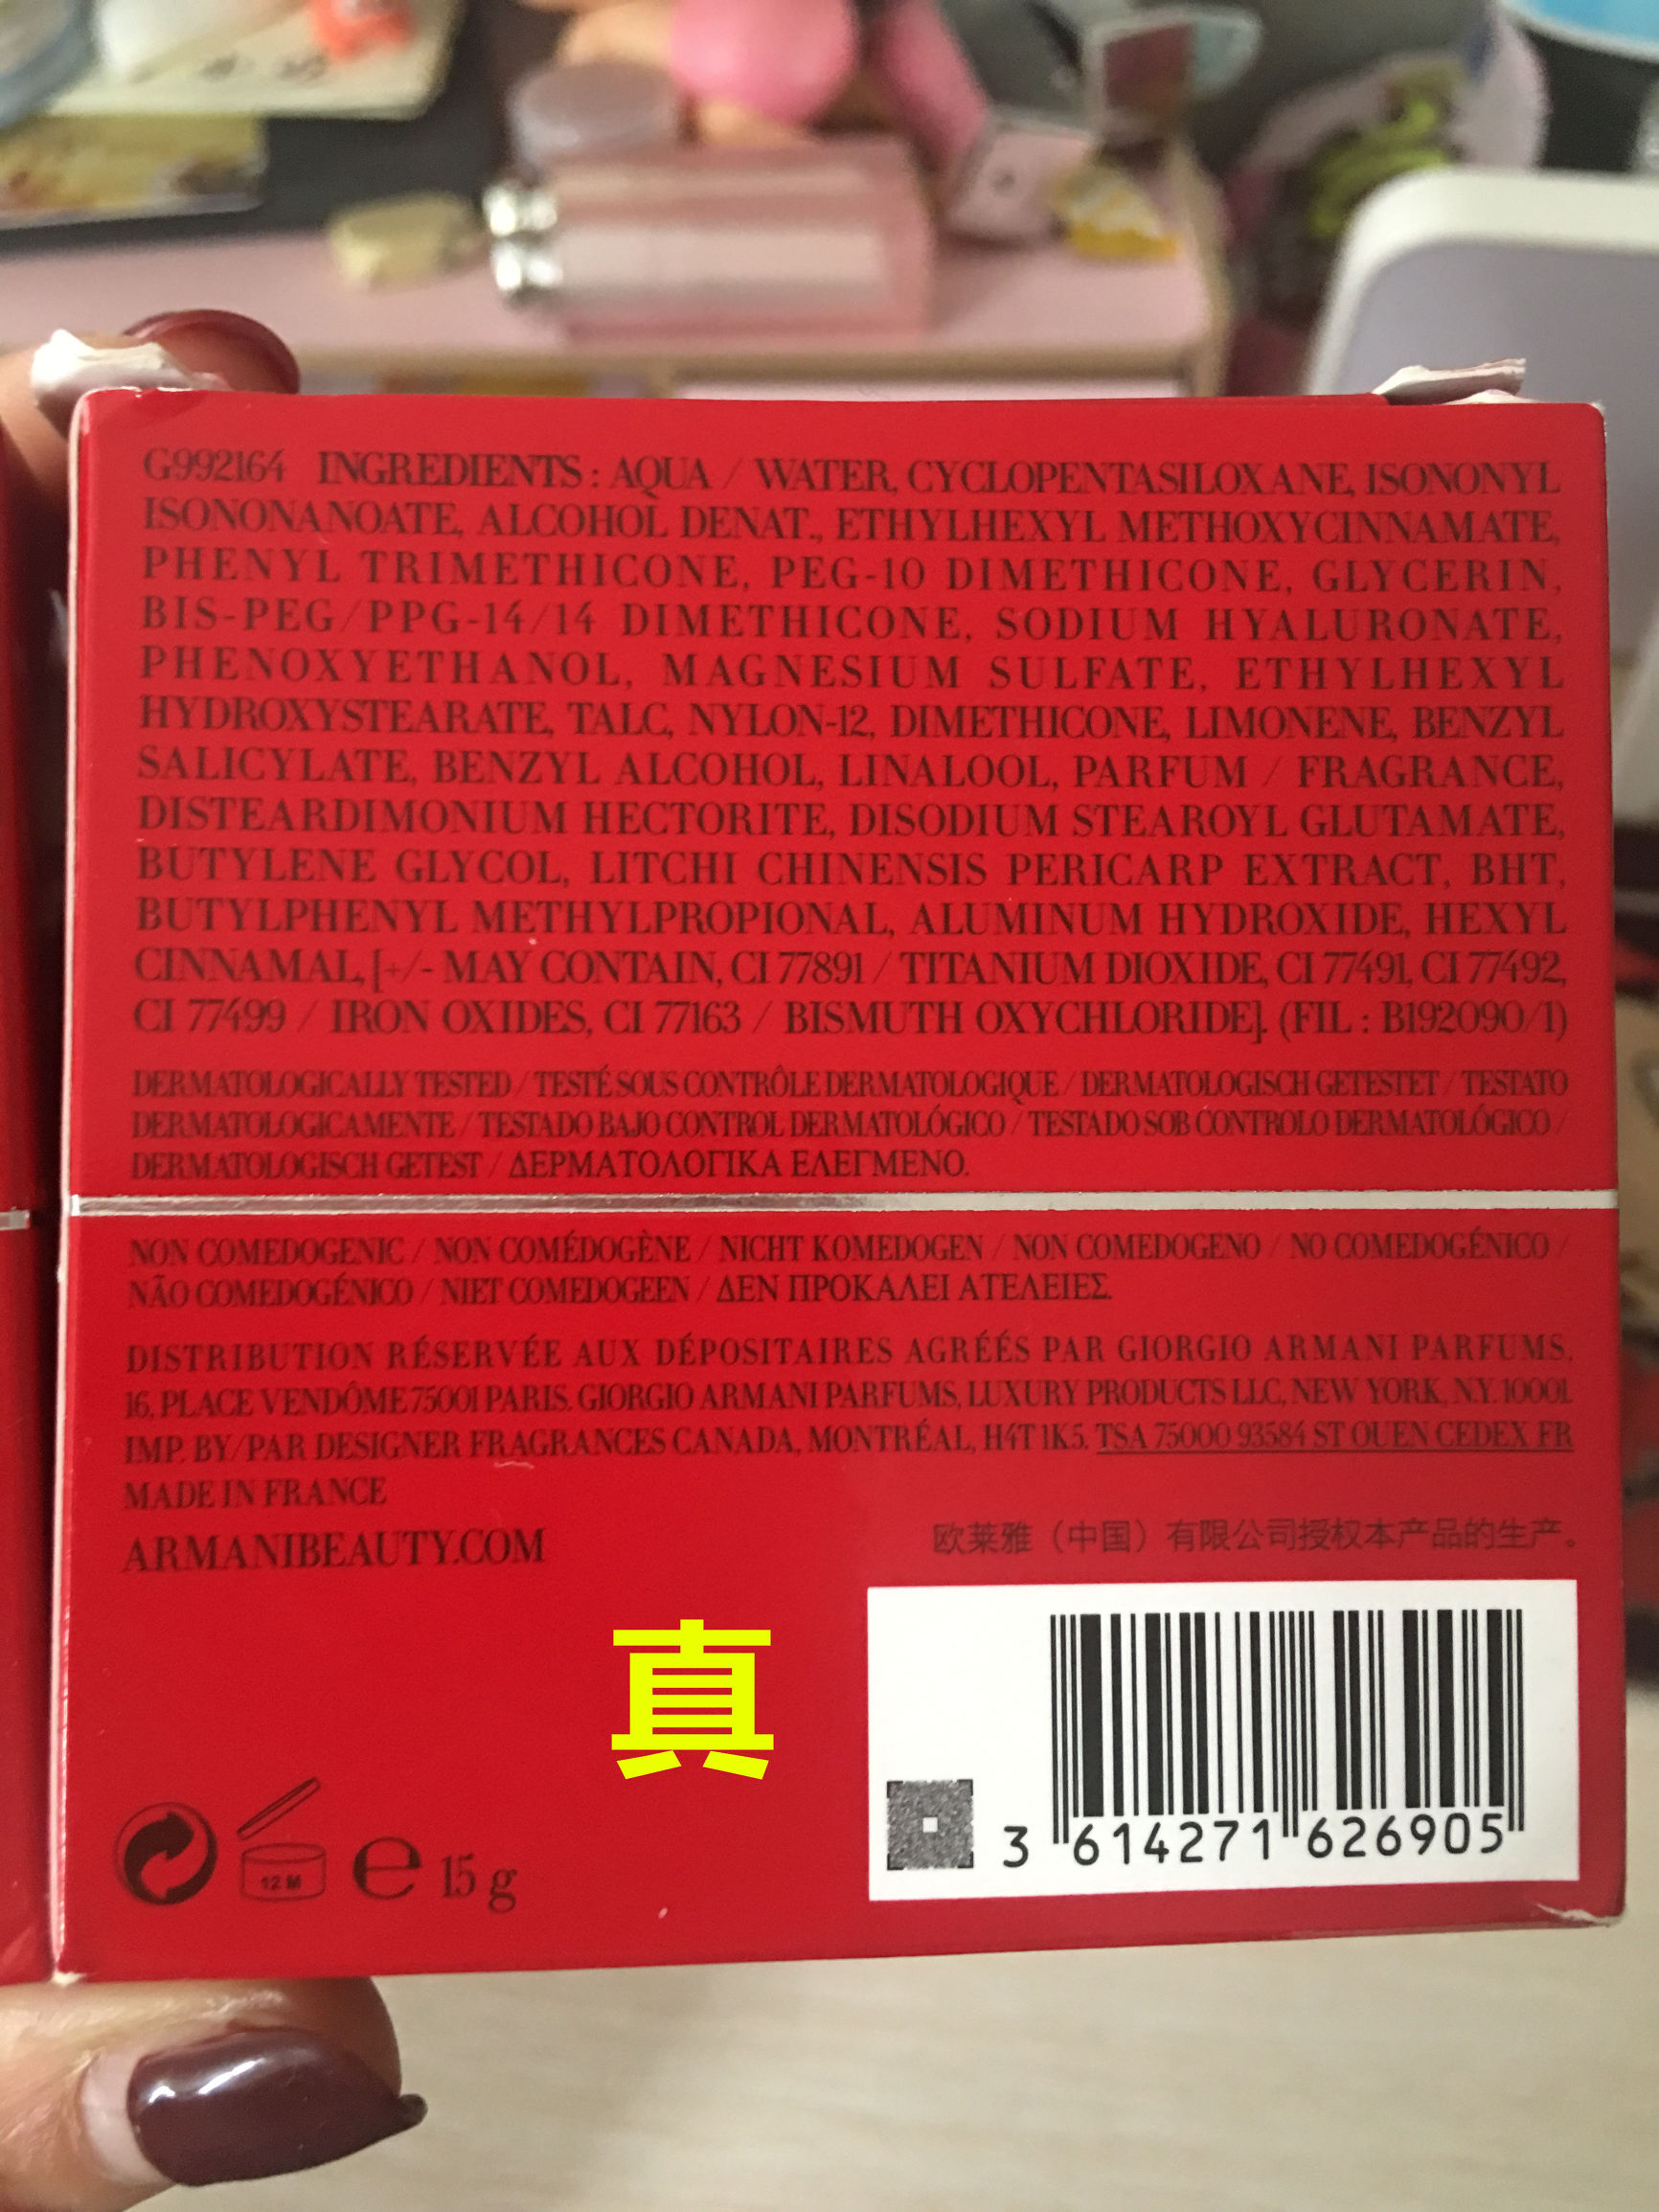 G992164 INGREDIENTS : AQUA / WATER, CYCLOPENTASILOXANE, ISONONYL
ISONONANOATE, ALCOHOL DENAT., ETHYLHEXYL METHOXYCINNAMATE,
PHENYL TRIMETHICONE, PEG-10 DIMETHICONE, GLYCERIN,
BIS-PEG/PPG-14/14 DIMETHICONE, SODIUM HYALURONATE,
PHENOXYETHANOL, MAGNESIUM SULFATE, ETHYLHEXYL
HYDROXYSTEARATE, TALC, NYLON-12, DIMETHICONE, LIMONENE, BENZYL
SALICYLATE, BENZYL ALCOHOL, LINALOOL, PARFUM / FRAGRANCE,
DISTEARDIMONIUM HECTORITE, DISODIUM STEAROYL GLUTAMATE,
BUTYLENE GLYCOL, LITCHI CHINENSIS PERICARP EXTRACT, BHT,
BUTYLPHENYL METHYLPROPIONAL, ALUMINUM HYDROXIDE, HEXYL
CINNAMAL, [+/- MAY CONTAIN, CI 77891 / TITANIUM DIOXIDE, CI 77491, CI 77492,
CI 77499 / IRON OXIDES, CI 77163 / BISMUTH OXYCHLORIDE]. (FIL : B192090/1)
DERMATOLOGICALLY TESTED / TESTÉ SOUS CONTRÔLE DERMATOLOGIQUE / DERMATOLOGISCH GETESTET / TESTATO
DERMATOLOGICAMENTE / TESTADO BAJO CONTROL DERMATOLÓGICO / TESTADO SOB CONTROLO DERMATOLÓGICO /
DERMATOLOGISCH GETEST / ΔΕΡΜΑΤΟΛΟΓΙΚΑ ΕΛΕΓΜΕΝΟ.
NON COMEDOGENIC / NON COMÉDOGÈNE / NICHT KOMEDOGEN / NON COMEDOGENO / NO COMEDOGÉNICO /
NÃO COMEDOGÉNICO / NIET COMEDOGEEN / ΔΕΝ ΠΡΟΚΑΛΕΙ ΑΤΕΛΕΙΕΣ.
DISTRIBUTION RÉSERVÉE AUX DÉPOSITAIRES AGRÉÉS PAR GIORGIO ARMANI PARFUMS,
16, PLACE VENDÔME 75001 PARIS. GIORGIO ARMANI PARFUMS, LUXURY PRODUCTS LLC, NEW YORK, N.Y. 10001.
IMP. BY/PAR DESIGNER FRAGRANCES CANADA, MONTRÉAL, H4T 1K5. TSA 75000 93584 ST OUEN CEDEX FR
MADE IN FRANCE
ARMANIBEAUTY.COM
欧莱雅（中国）有限公司授权本产品的生产。
真
12 M
e 15 g
3 614271 626905